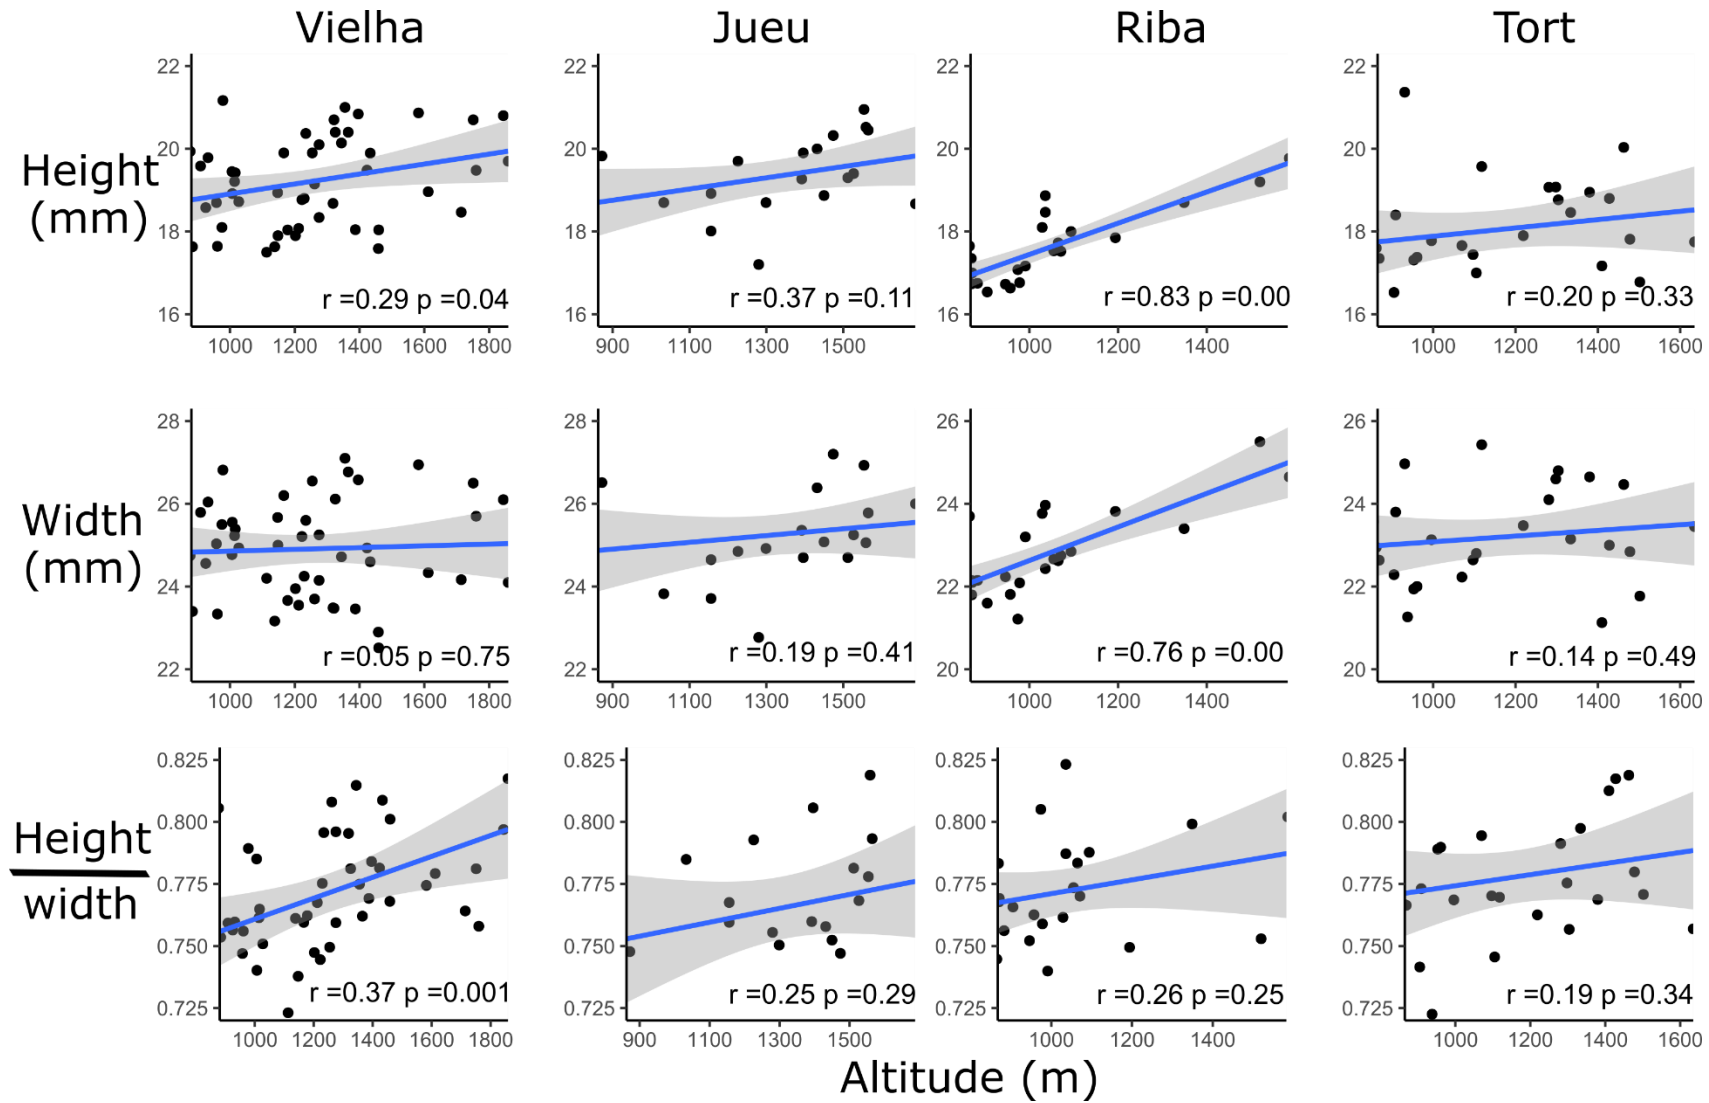 Vielha Jueu Riba Tort
Height
(mm)
22
20
18
16
r =0.29 p =0.04
1000 1200 1400 1600 1800
22
20
18
16
r =0.37 p =0.11
900 1100 1300 1500
22
20
18
16
r =0.83 p =0.00
1000 1200 1400
22
20
18
16
r =0.20 p =0.33
1000 1200 1400 1600
Width
(mm)
28
26
24
22
r =0.05 p =0.75
1000 1200 1400 1600 1800
28
26
24
22
r =0.19 p =0.41
900 1100 1300 1500
26
24
22
20
r =0.76 p =0.00
1000 1200 1400
26
24
22
20
r =0.14 p =0.49
1000 1200 1400 1600
Height
width
0.825
0.800
0.775
0.750
0.725
r =0.37 p =0.001
1000 1200 1400 1600 1800
0.825
0.800
0.775
0.750
0.725
r =0.25 p =0.29
900 1100 1300 1500
0.825
0.800
0.775
0.750
0.725
r =0.26 p =0.25
1000 1200 1400
0.825
0.800
0.775
0.750
0.725
r =0.19 p =0.34
1000 1200 1400 1600
Altitude (m)